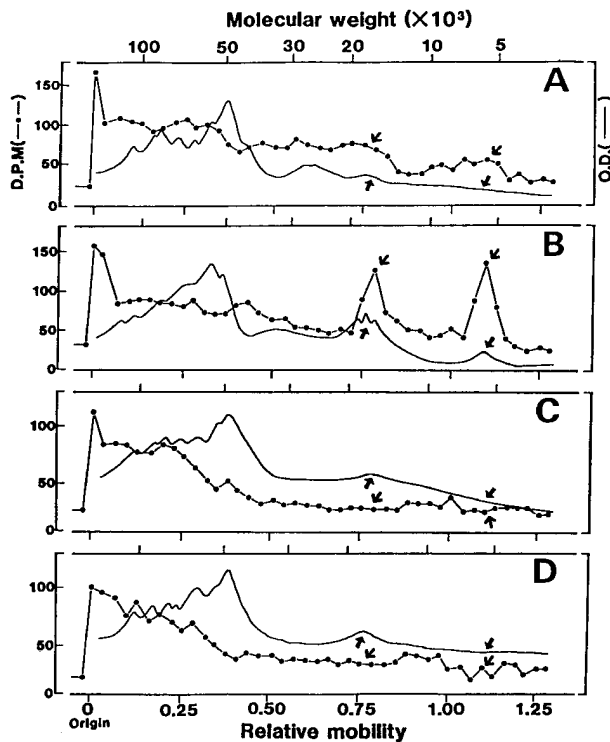 Molecular weight (×10³)
100 50 30 20 10 5
A
150
100
50
0
D.P.M(—•—)
O.D.(——)
B
150
100
50
0
C
100
50
0
D
100
50
0
0 0.25 0.50 0.75 1.00 1.25
Origin
Relative mobility